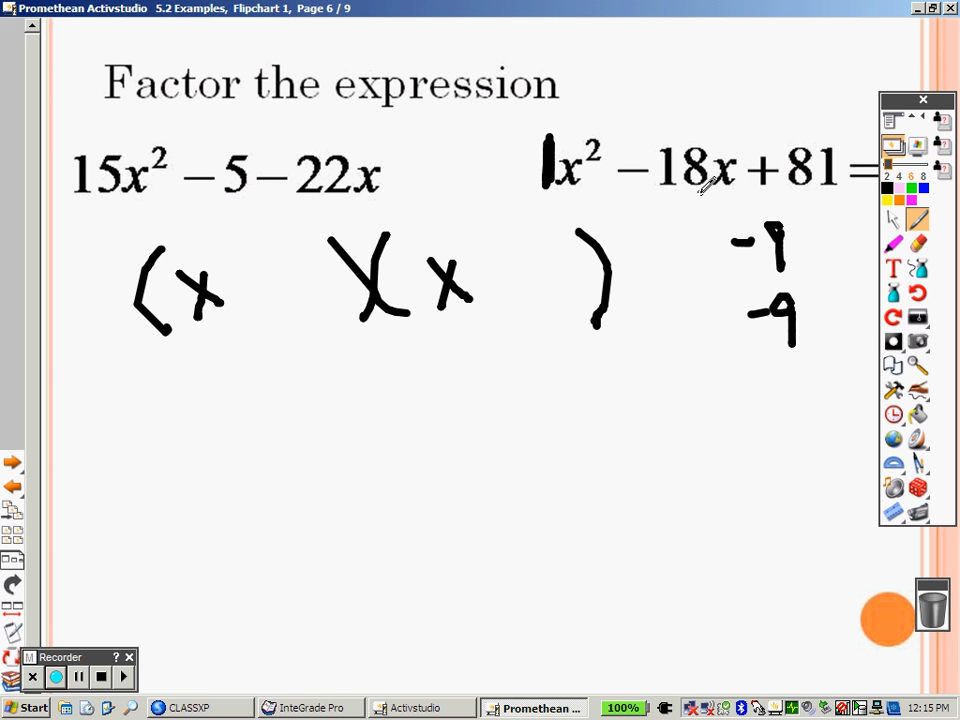 Promethean Activstudio 5.2 Examples, Flipchart 1, Page 6 / 9
Factor the expression
15x² − 5 − 22x
1x² − 18x + 81 =
(x )(x )
-9
-9
2 4 6 8
T
M Recorder ? ×
Start
CLASSXP
InteGrade Pro
Activstudio
Promethean ...
100%
12:15 PM